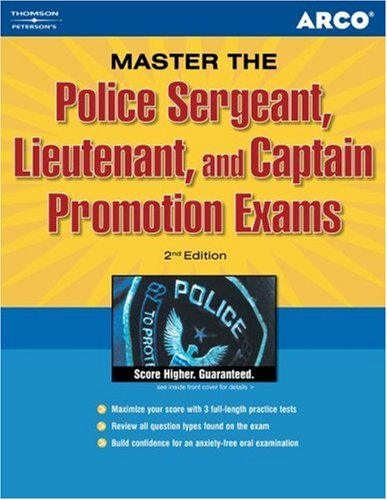 THOMSON
PETERSON'S
ARCO®
MASTER THE
Police Sergeant,
Lieutenant, and Captain
Promotion Exams
2nd Edition
POLICE
TO PROTE
Score Higher. Guaranteed.
see inside front cover for details >
Maximize your score with 3 full-length practice tests
Review all question types found on the exam
Build confidence for an anxiety-free oral examination